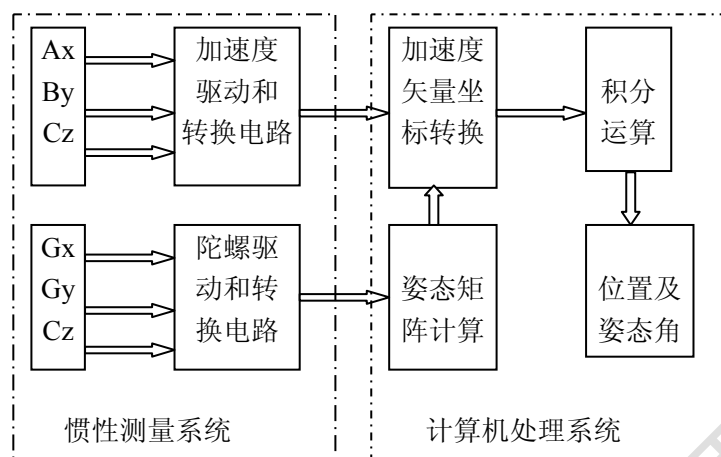 Ax
By
Cz
加速度
驱动和
转换电路
加速度
矢量坐
标转换
积分
运算
Gx
Gy
Cz
陀螺驱
动和转
换电路
姿态矩
阵计算
位置及
姿态角
惯性测量系统
计算机处理系统